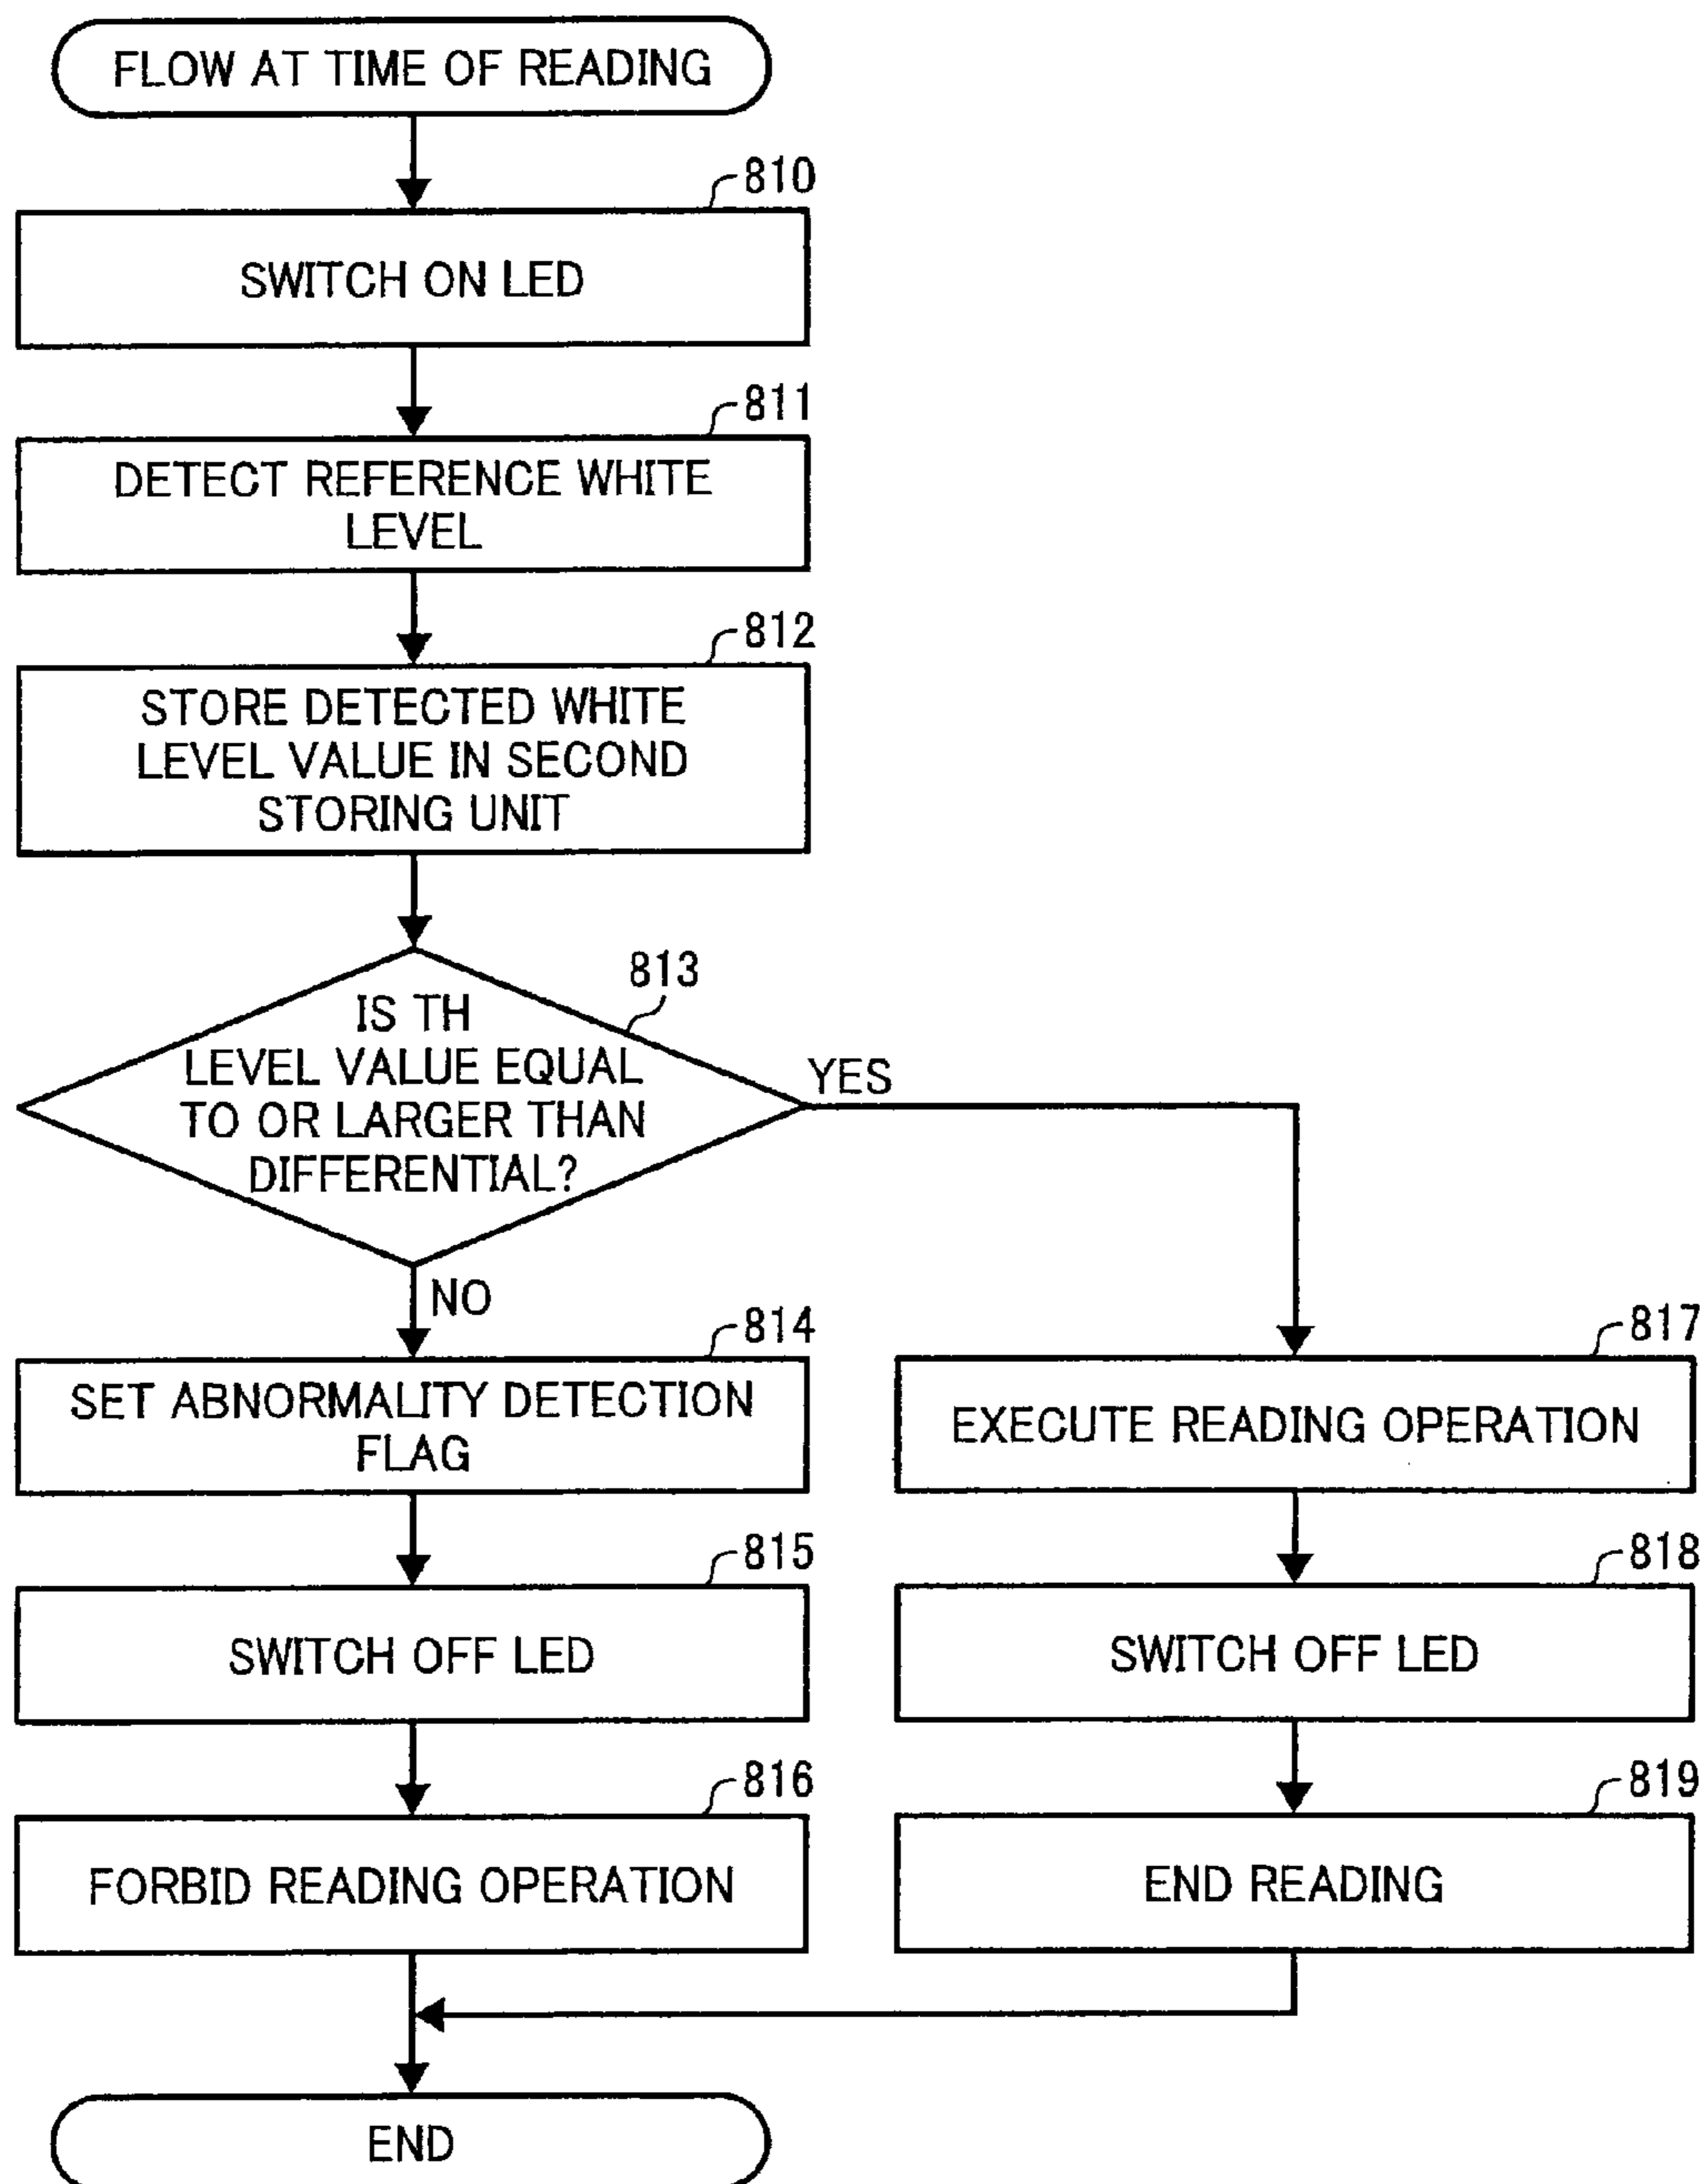 FLOW AT TIME OF READING
810
SWITCH ON LED
811
DETECT REFERENCE WHITE
LEVEL
812
STORE DETECTED WHITE
LEVEL VALUE IN SECOND
STORING UNIT
813
IS TH
LEVEL VALUE EQUAL
TO OR LARGER THAN
DIFFERENTIAL?
YES
NO
814
SET ABNORMALITY DETECTION
FLAG
815
SWITCH OFF LED
816
FORBID READING OPERATION
817
EXECUTE READING OPERATION
818
SWITCH OFF LED
819
END READING
END